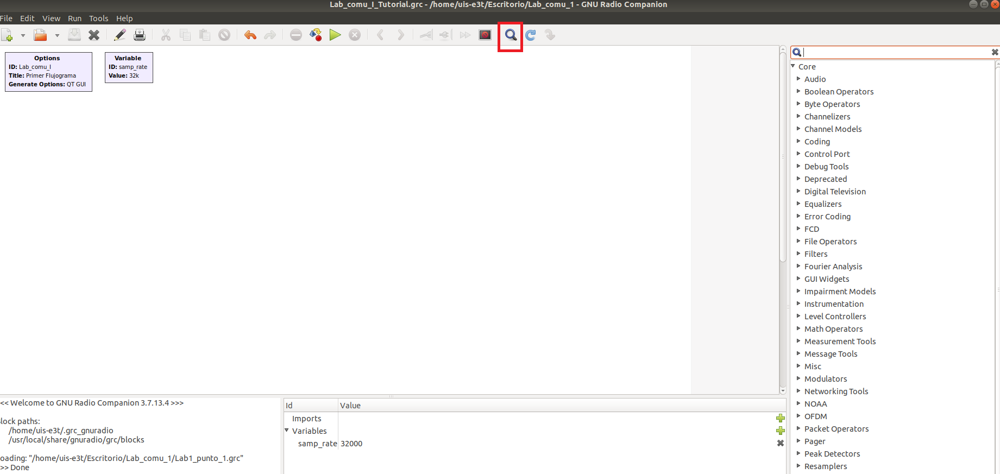 Lab_comu_I_Tutorial.grc - /home/uis-e3t/Escritorio/Lab_comu_1 - GNU Radio Companion
File Edit View Run Tools Help
Options
ID: Lab_comu_I
Title: Primer Flujograma
Generate Options: QT GUI
Variable
ID: samp_rate
Value: 32k
Core
Audio
Boolean Operators
Byte Operators
Channelizers
Channel Models
Coding
Control Port
Debug Tools
Deprecated
Digital Television
Equalizers
Error Coding
FCD
File Operators
Filters
Fourier Analysis
GUI Widgets
Impairment Models
Instrumentation
Level Controllers
Math Operators
Measurement Tools
Message Tools
Misc
Modulators
Networking Tools
NOAA
OFDM
Packet Operators
Pager
Peak Detectors
Resamplers
<< Welcome to GNU Radio Companion 3.7.13.4 >>>
lock paths:
/home/uis-e3t/.grc_gnuradio
/usr/local/share/gnuradio/grc/blocks
oading: "/home/uis-e3t/Escritorio/Lab_comu_1/Lab1_punto_1.grc"
>> Done
Id Value
Imports
Variables
samp_rate 32000